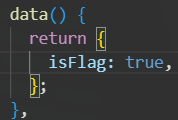 data() {
  return {
    isFlag: true,
  };
},